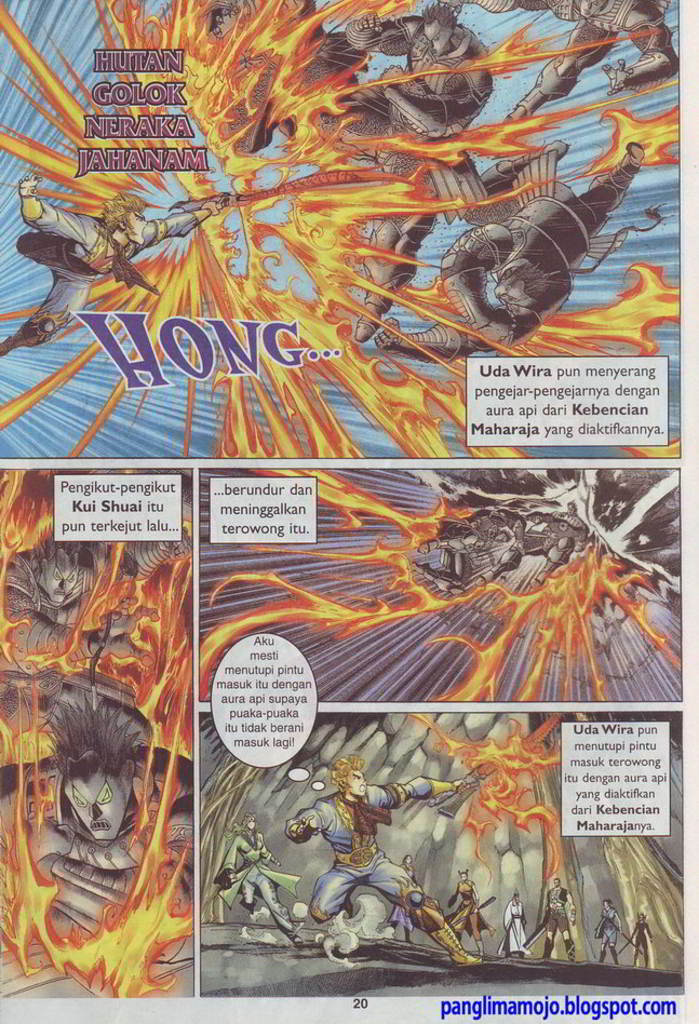 HUTAN
GOLOK
NERAKA
JAHANAM
HONG...
Uda Wira pun menyerang
pengejar-pengejarnya dengan
aura api dari Kebencian
Maharaja yang diaktifkannya.
Pengikut-pengikut
Kui Shuai itu
pun terkejut lalu...
...berundur dan
meninggalkan
terowong itu.
Aku
mesti
menutupi pintu
masuk itu dengan
aura api supaya
puaka-puaka
itu tidak berani
masuk lagi!
Uda Wira pun
menutupi pintu
masuk terowong
itu dengan aura api
yang diaktifkan
dari Kebencian
Maharajanya.
20
panglimamojo.blogspot.com